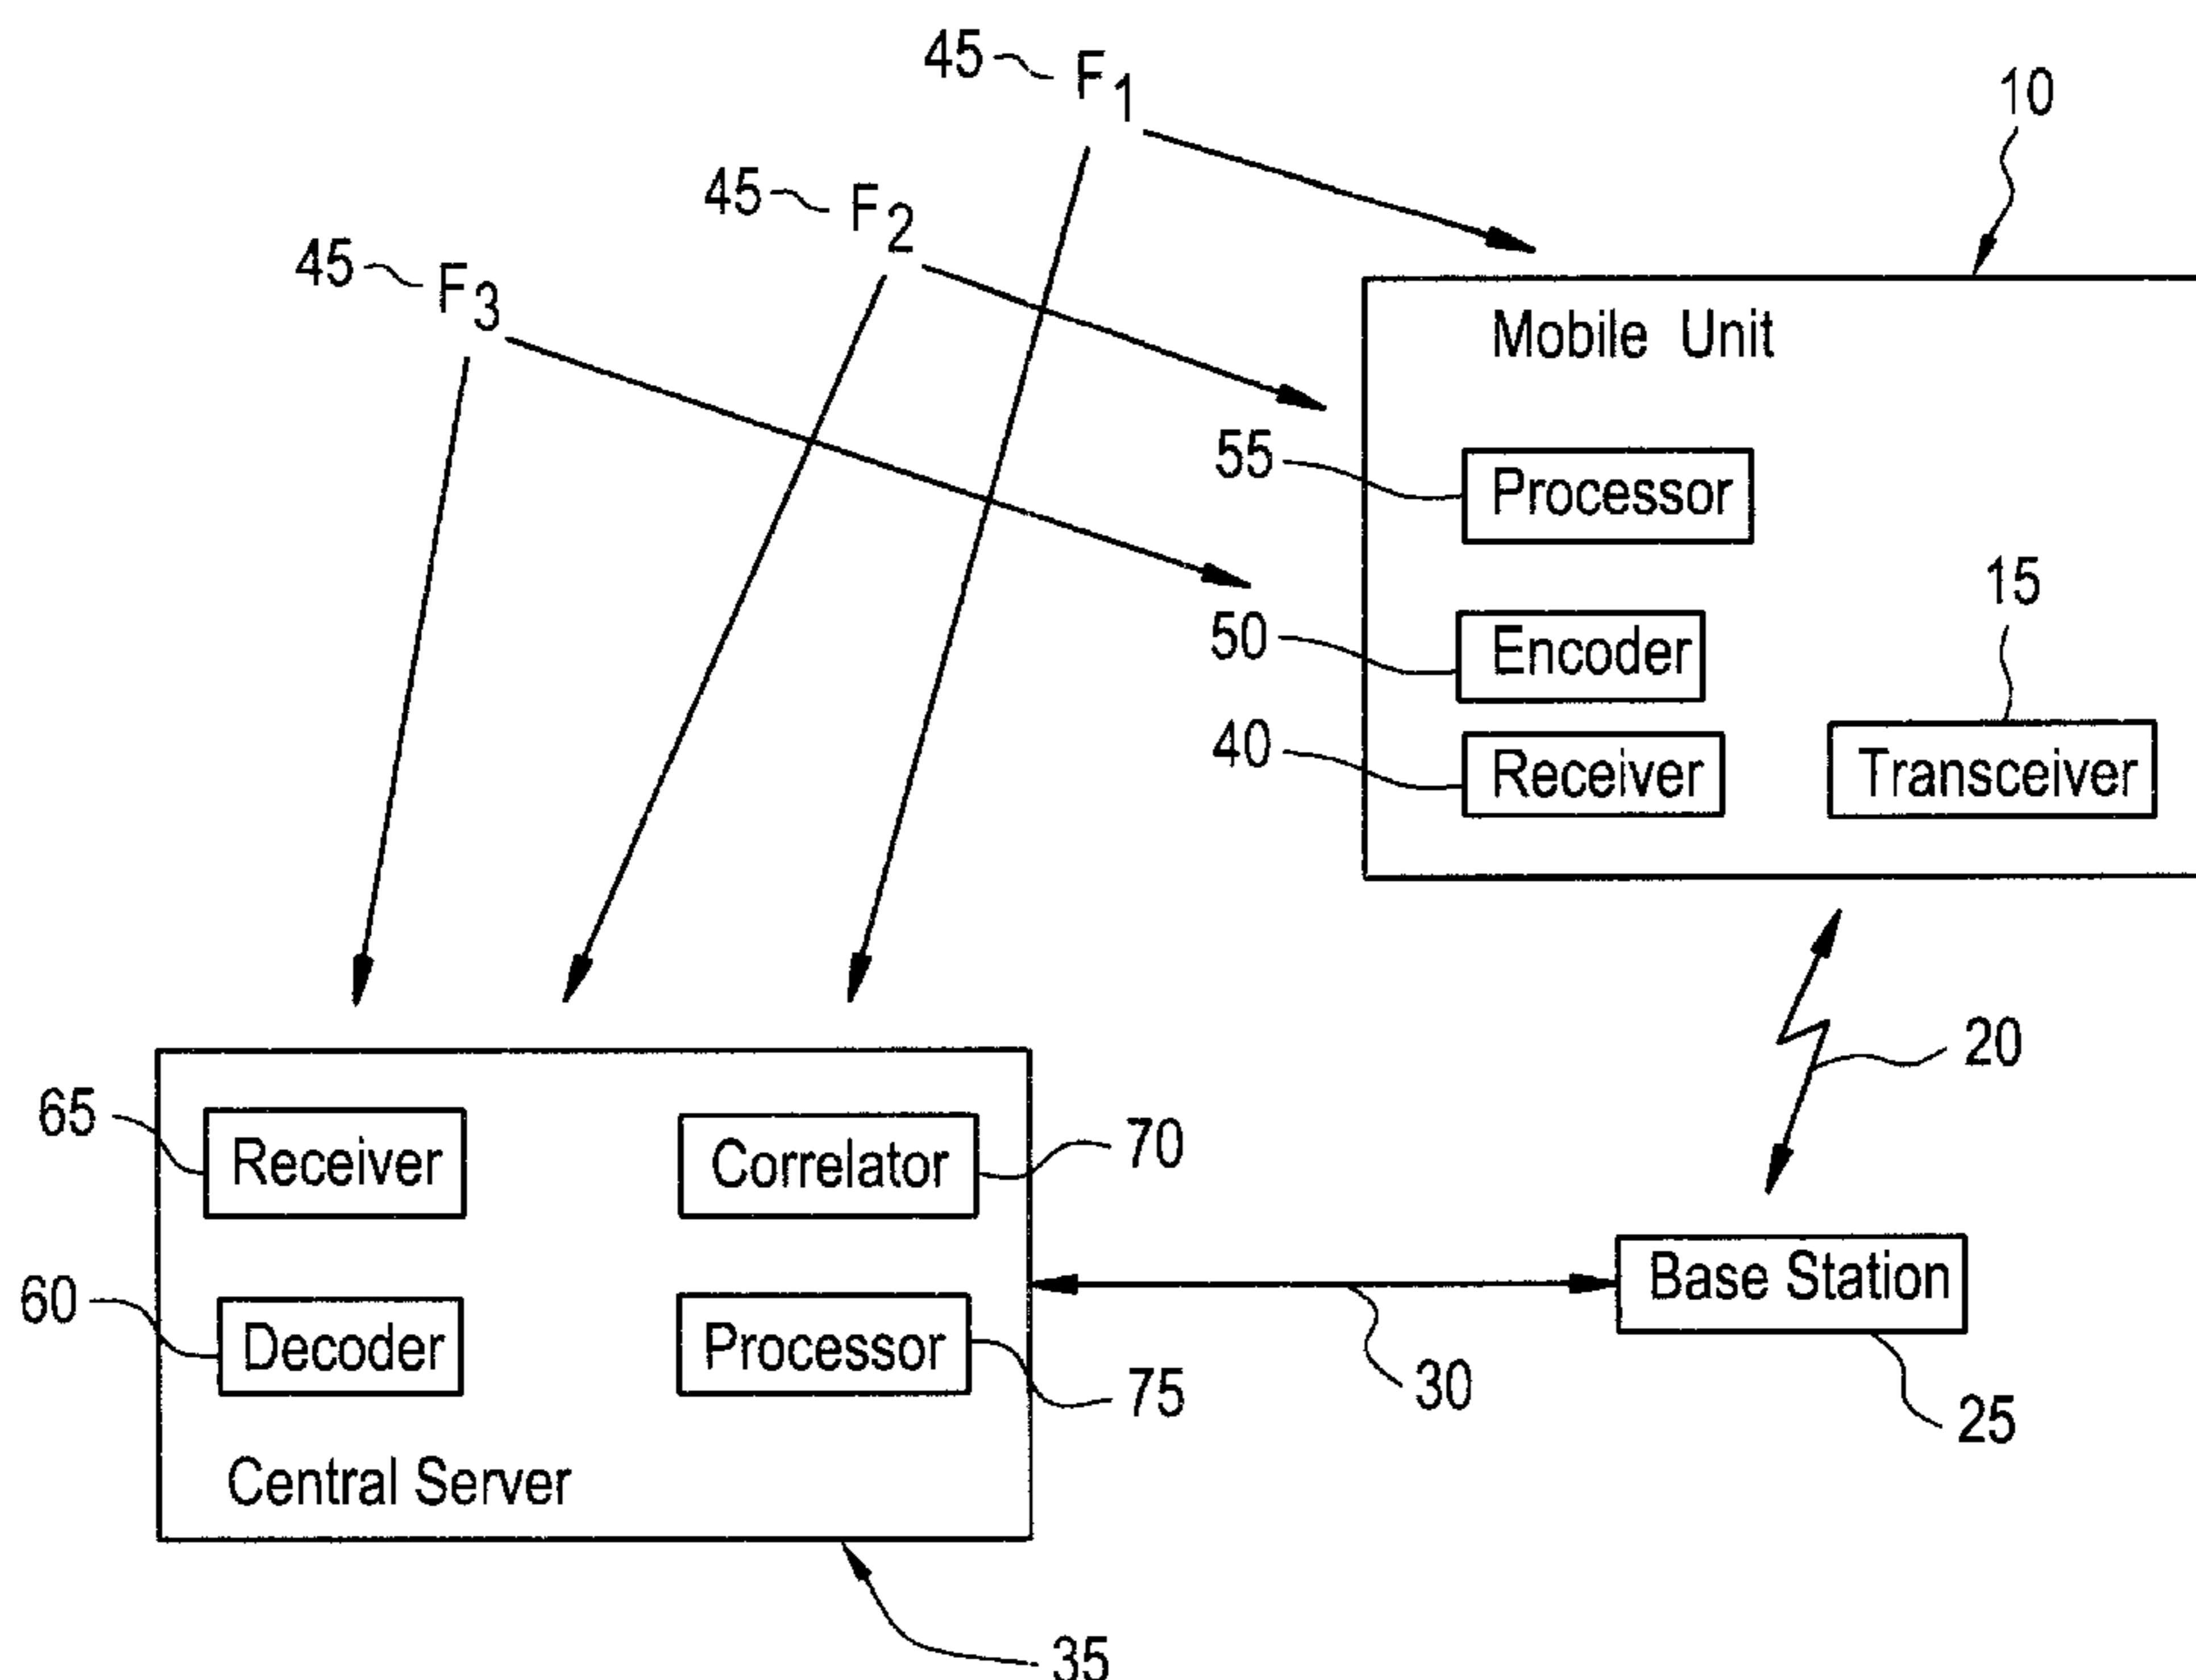 45 F1
10
45 F2
45 F3
Mobile Unit
55 Processor
15
50 Encoder
40 Receiver
Transceiver
20
65 Receiver
Correlator 70
Base Station
60 Decoder
Processor 75
30
25
Central Server
35